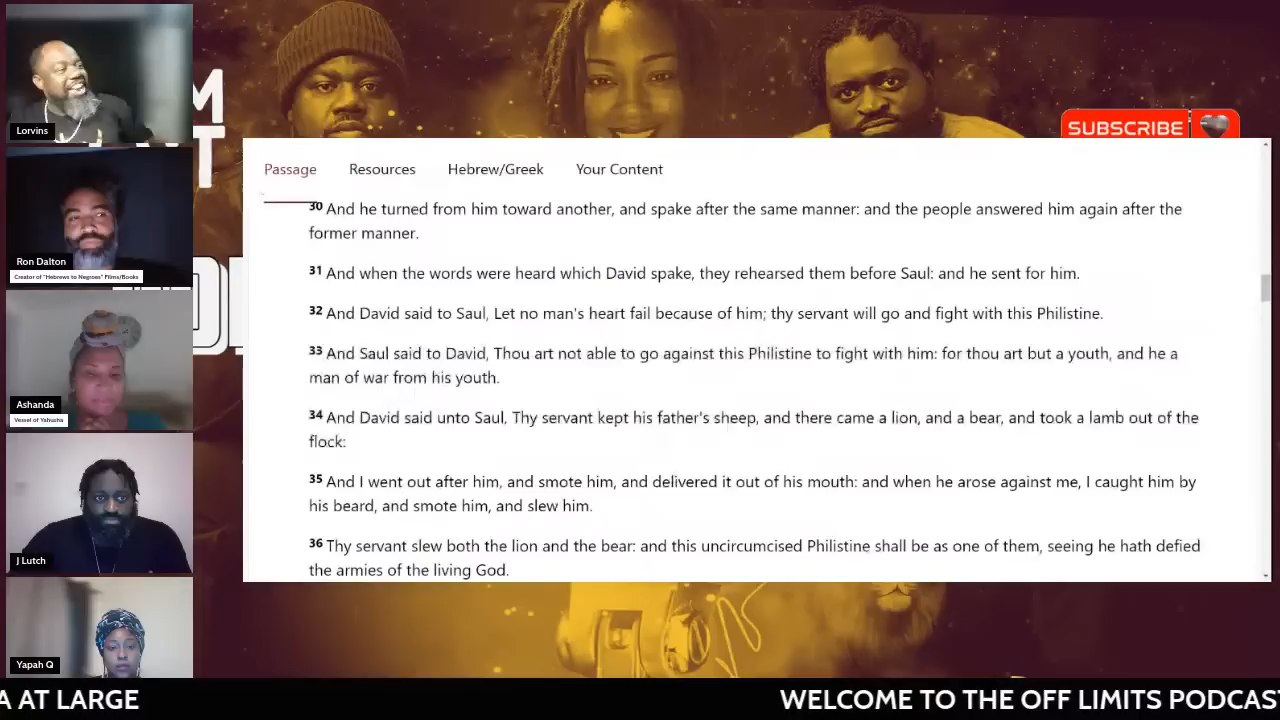 Lorvins
Ron Dalton
Creator of "Hebrews to Negroes" Films/Books
Ashanda
Vessel of Yahusha
J Lutch
Yapah Q
SUBSCRIBE
Passage
Resources
Hebrew/Greek
Your Content
30 And he turned from him toward another, and spake after the same manner: and the people answered him again after the
former manner.
31 And when the words were heard which David spake, they rehearsed them before Saul: and he sent for him.
32 And David said to Saul, Let no man's heart fail because of him; thy servant will go and fight with this Philistine.
33 And Saul said to David, Thou art not able to go against this Philistine to fight with him: for thou art but a youth, and he a
man of war from his youth.
34 And David said unto Saul, Thy servant kept his father's sheep, and there came a lion, and a bear, and took a lamb out of the
flock:
35 And I went out after him, and smote him, and delivered it out of his mouth: and when he arose against me, I caught him by
his beard, and smote him, and slew him.
36 Thy servant slew both the lion and the bear: and this uncircumcised Philistine shall be as one of them, seeing he hath defied
the armies of the living God.
A AT LARGE
WELCOME TO THE OFF LIMITS PODCAST